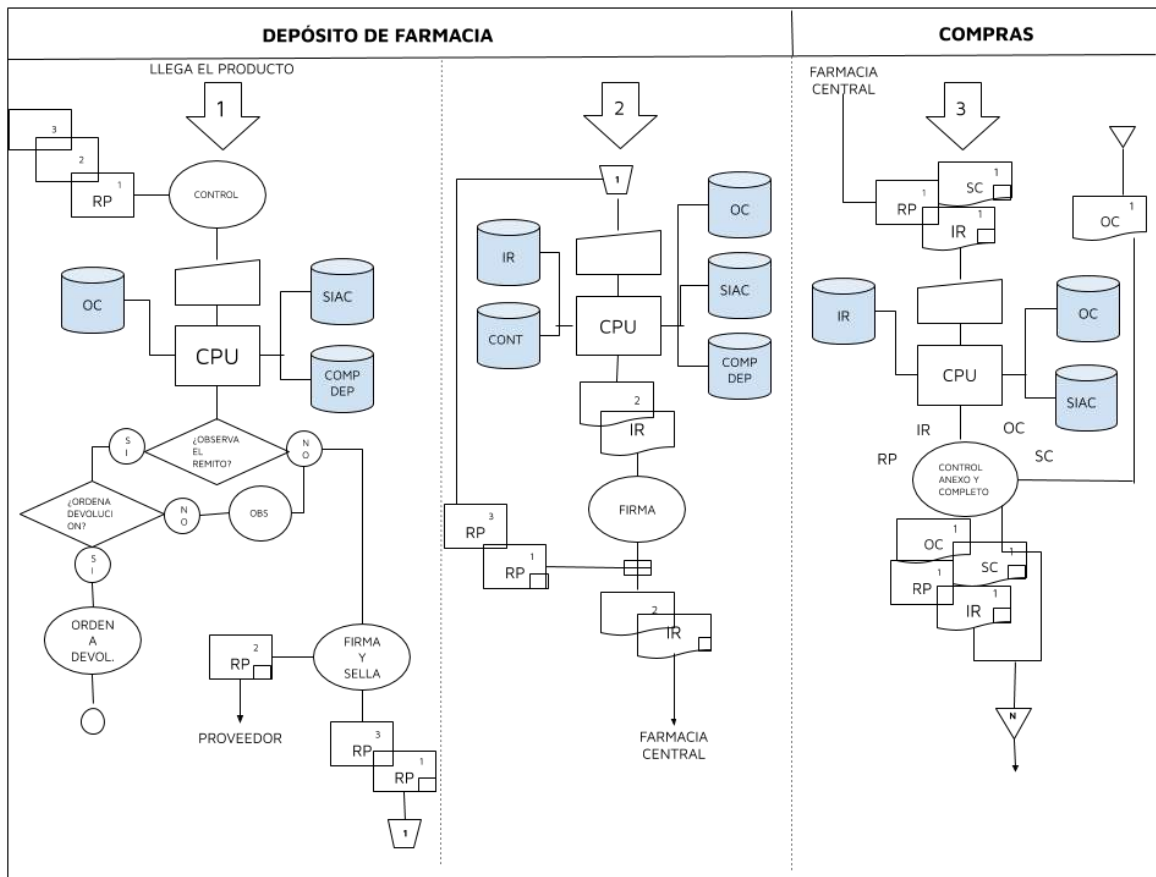 DEPÓSITO DE FARMACIA
COMPRAS
LLEGA EL PRODUCTO
1
3
2
1
RP
CONTROL
OC
SIAC
CPU
COMP
DEP
¿OBSERVA
EL
REMITO?
S
I
N
O
¿ORDENA
DEVOLUCI
ON?
N
O
OBS
S
I
ORDEN
A
DEVOL.
FIRMA
Y
SELLA
2
RP
PROVEEDOR
3
RP
1
RP
1
2
1
OC
IR
SIAC
CONT
CPU
COMP
DEP
2
IR
FIRMA
3
RP
1
RP
2
IR
FARMACIA
CENTRAL
FARMACIA
CENTRAL
3
1
SC
1
RP
1
IR
1
OC
IR
OC
CPU
SIAC
IR
OC
RP
SC
CONTROL
ANEXO Y
COMPLETO
1
OC
1
SC
1
RP
1
IR
N